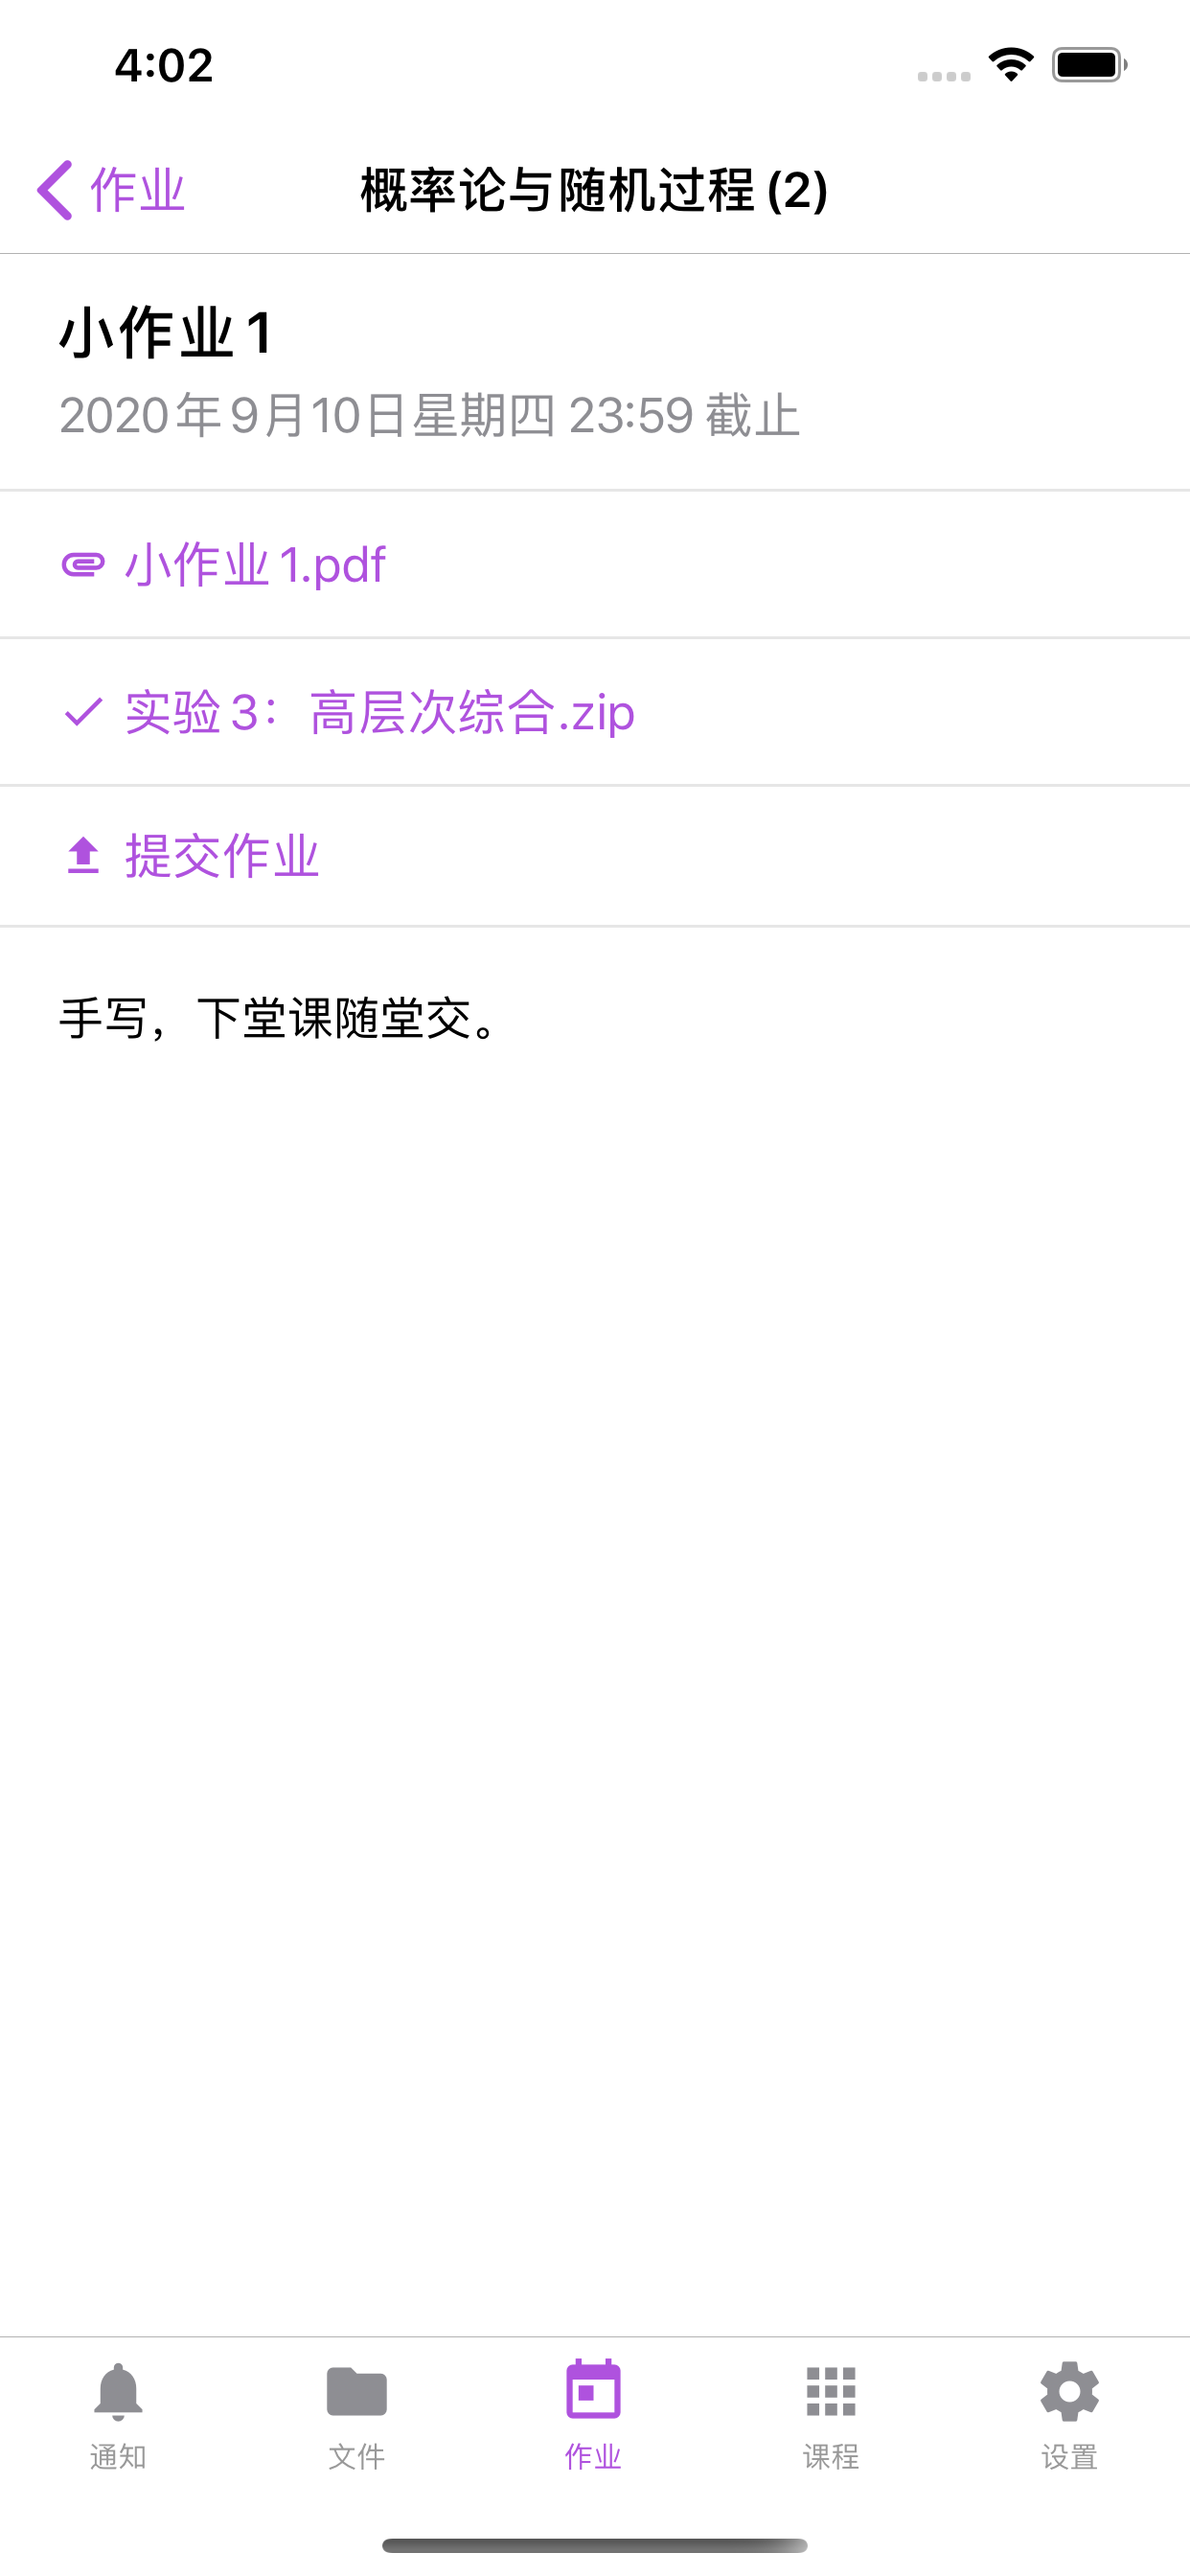 4:02
作业
概率论与随机过程 (2)
小作业 1
2020年9月10日星期四 23:59 截止
小作业 1.pdf
实验 3：高层次综合.zip
提交作业
手写，下堂课随堂交。
通知
文件
作业
课程
设置